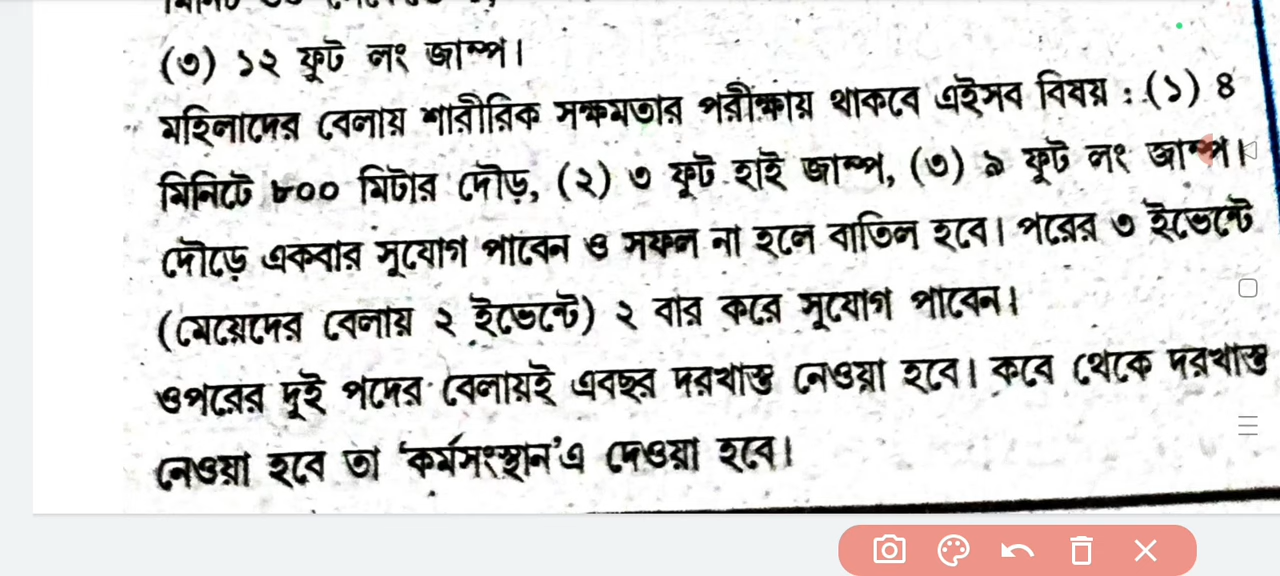 (৩) ১২ ফুট লং জাম্প।
মহিলাদের বেলায় শারীরিক সক্ষমতার পরীক্ষায় থাকবে এইসব বিষয় : (১) ৪
মিনিটে ৮০০ মিটার দৌড়, (২) ৩ ফুট হাই জাম্প, (৩) ৯ ফুট লং জাম্প।
দৌড়ে একবার সুযোগ পাবেন ও সফল না হলে বাতিল হবে। পরের ৩ ইভেন্টে
(মেয়েদের বেলায় ২ ইভেন্টে) ২ বার করে সুযোগ পাবেন।
ওপরের দুই পদের বেলায়ই এবছর দরখাস্ত নেওয়া হবে। কবে থেকে দরখাস্ত
নেওয়া হবে তা ‘কর্মসংস্থান’এ দেওয়া হবে।